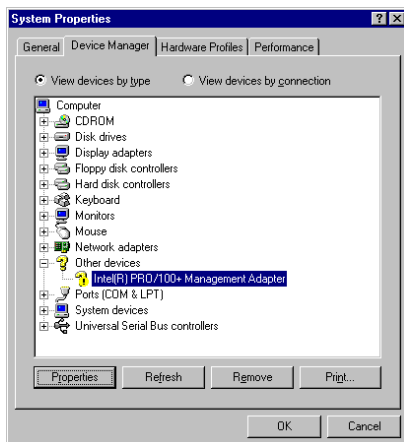 System Properties
General Device Manager Hardware Profiles Performance
View devices by type View devices by connection
Computer
CDROM
Disk drives
Display adapters
Floppy disk controllers
Hard disk controllers
Keyboard
Monitors
Mouse
Network adapters
Other devices
Intel(R) PRO/100+ Management Adapter
Ports (COM & LPT)
System devices
Universal Serial Bus controllers
Properties Refresh Remove Print...
OK Cancel